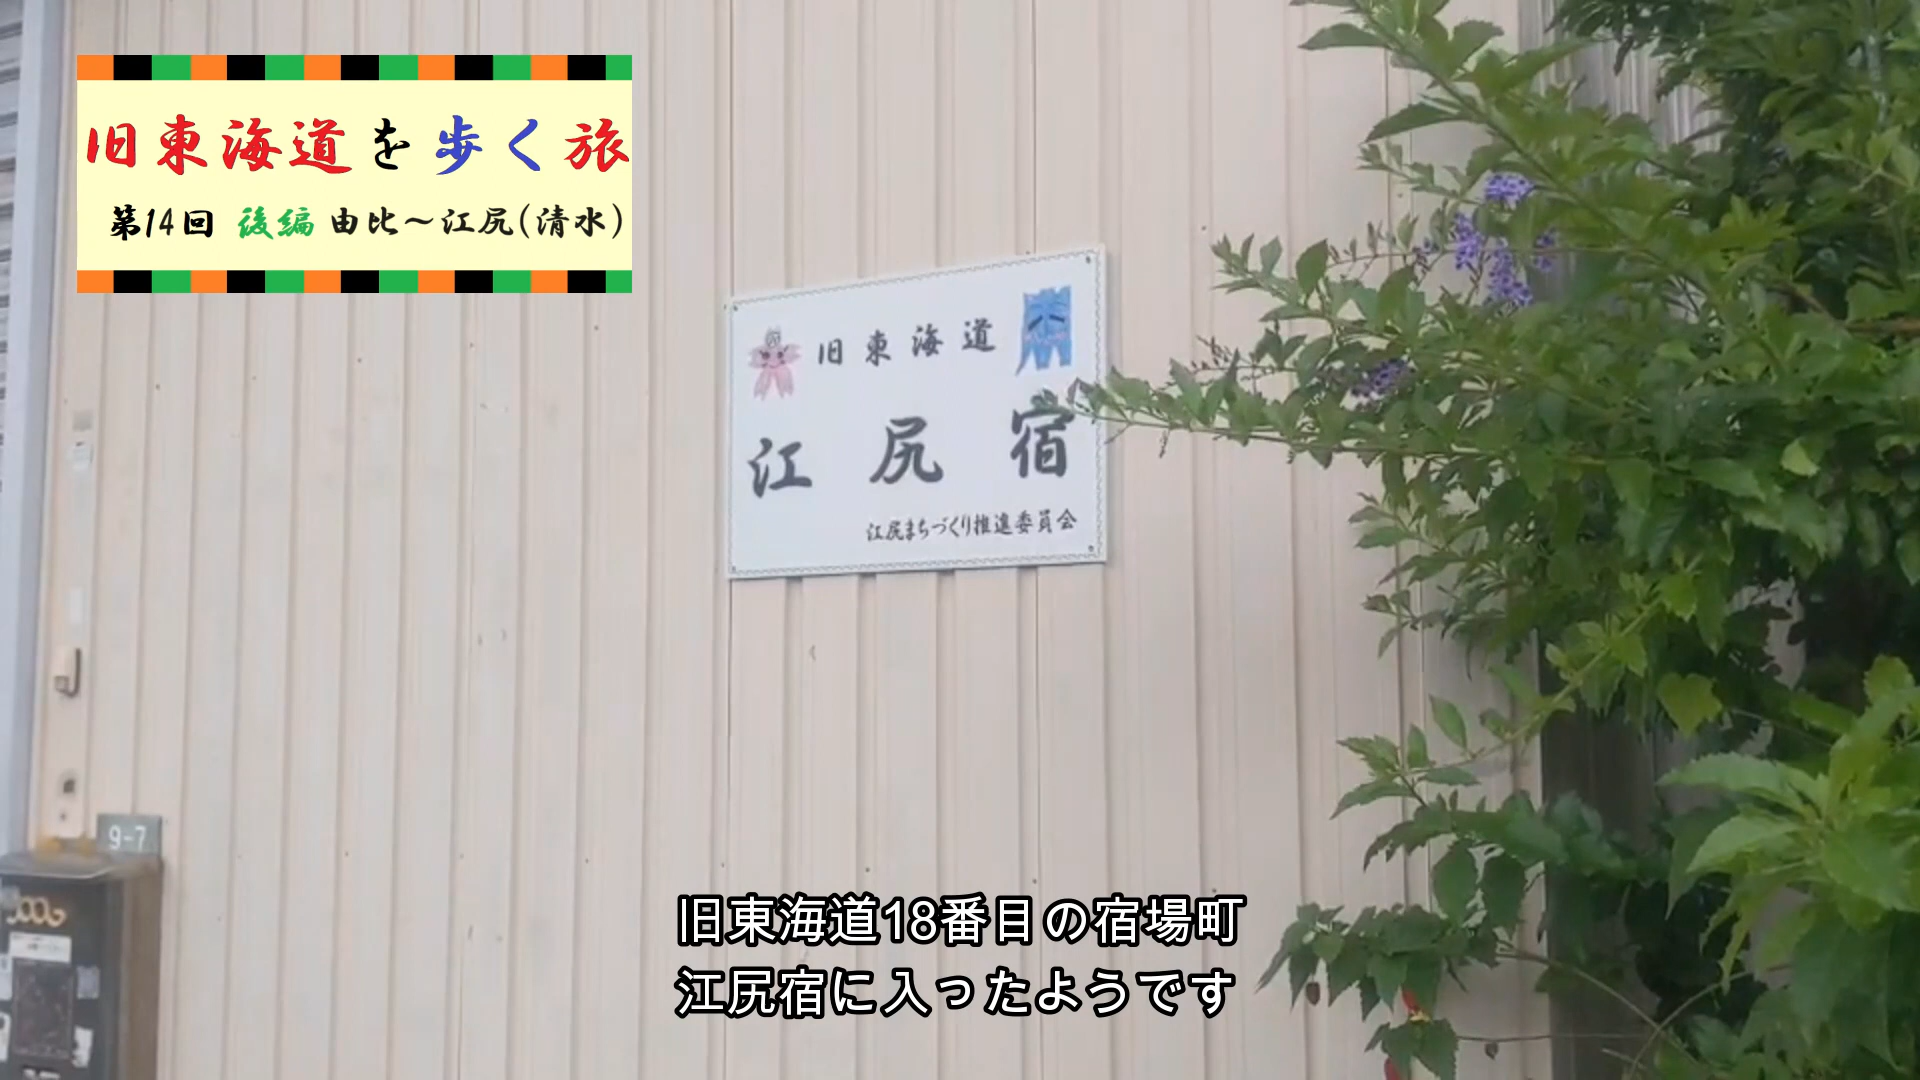 旧東海道を歩く旅
第14回 後編 由比～江尻(清水)
旧東海道
江尻宿
江尻まちづくり推進委員会
9-7
旧東海道18番目の宿場町
江尻宿に入ったようです